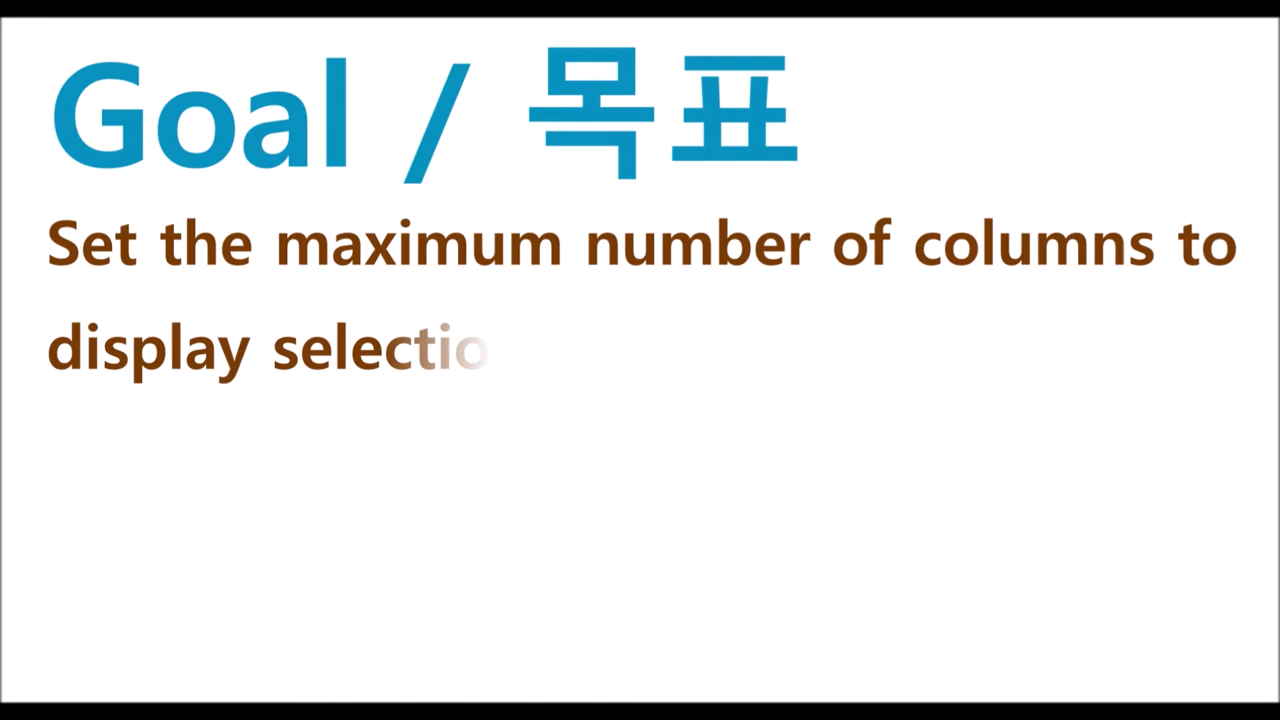 Goal / 목표
Set the maximum number of columns to
display selectio